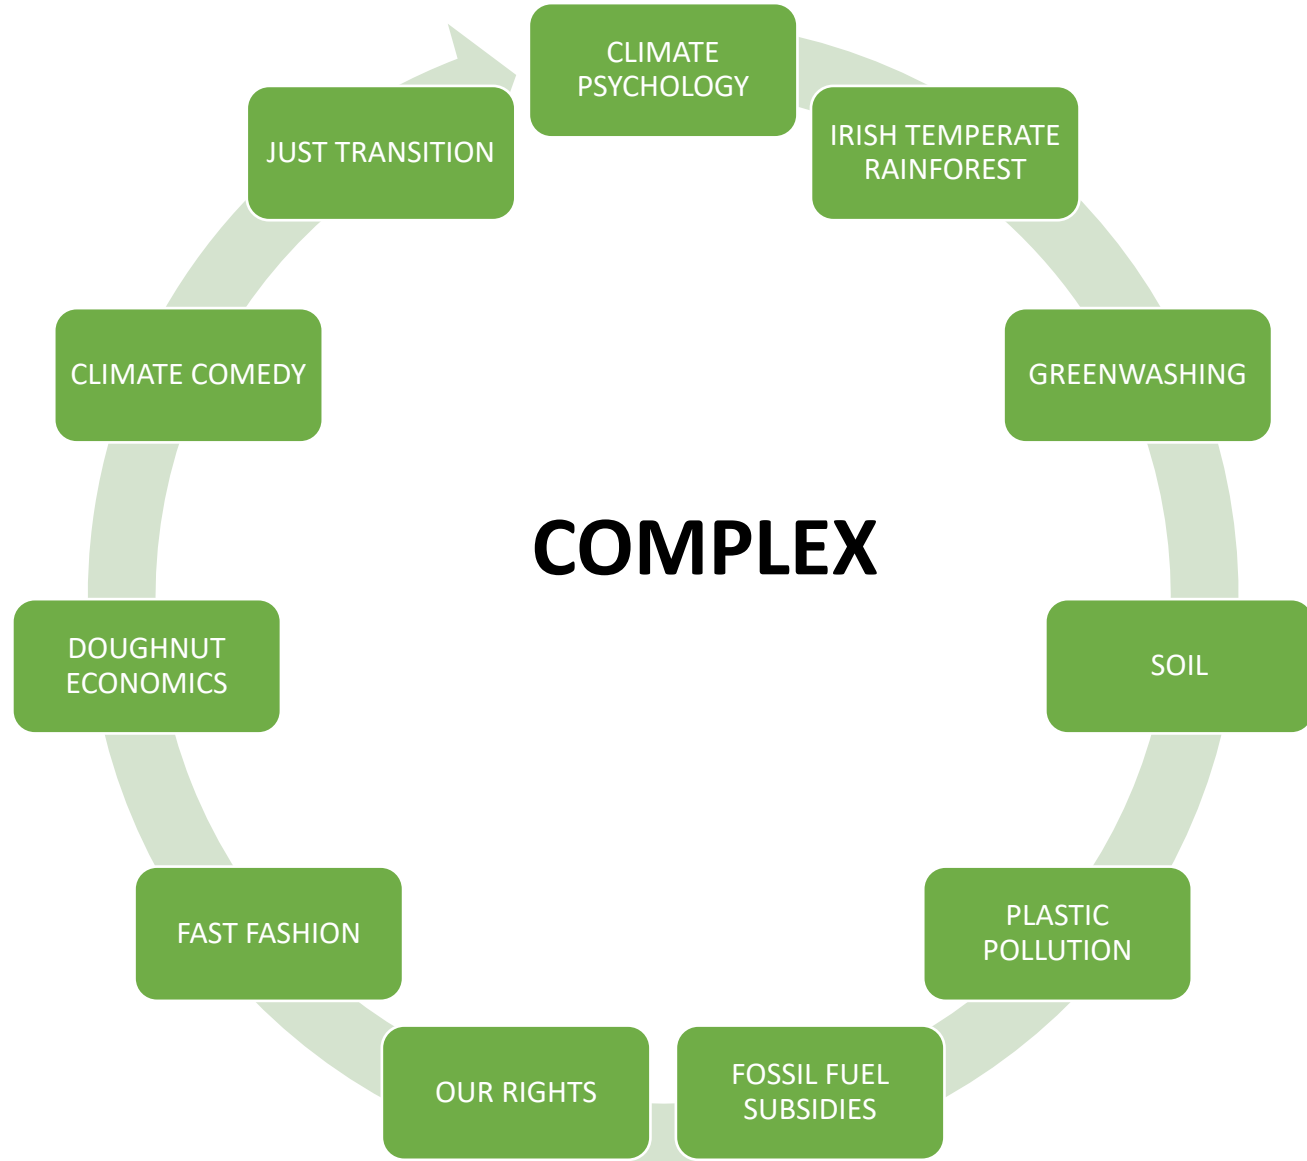 CLIMATE
PSYCHOLOGY
IRISH TEMPERATE
RAINFOREST
GREENWASHING
SOIL
PLASTIC
POLLUTION
FOSSIL FUEL
SUBSIDIES
OUR RIGHTS
FAST FASHION
DOUGHNUT
ECONOMICS
CLIMATE COMEDY
JUST TRANSITION
COMPLEX